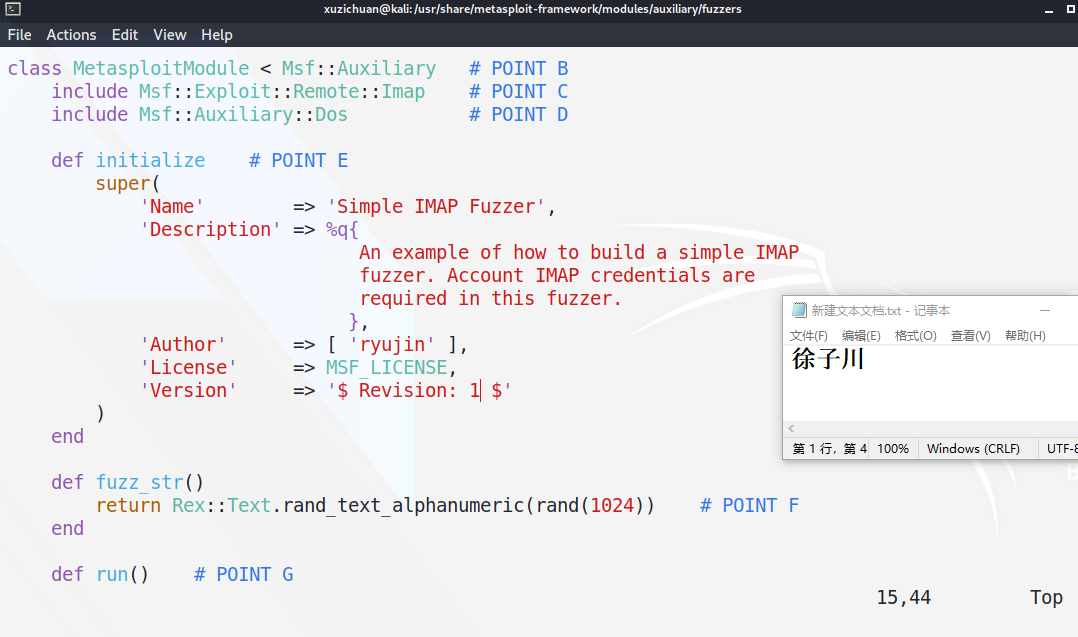 xuzichuan@kali:/usr/share/metasploit-framework/modules/auxiliary/fuzzers
File Actions Edit View Help
class MetasploitModule < Msf::Auxiliary # POINT B
include Msf::Exploit::Remote::Imap # POINT C
include Msf::Auxiliary::Dos # POINT D
def initialize # POINT E
super(
'Name' => 'Simple IMAP Fuzzer',
'Description' => %q{
An example of how to build a simple IMAP
fuzzer. Account IMAP credentials are
required in this fuzzer.
},
'Author' => [ 'ryujin' ],
'License' => MSF_LICENSE,
'Version' => '$ Revision: 1 $'
)
end
def fuzz_str()
return Rex::Text.rand_text_alphanumeric(rand(1024)) # POINT F
end
def run() # POINT G
15,44 Top
新建文本文档.txt - 记事本
文件(F) 编辑(E) 格式(O) 查看(V) 帮助(H)
徐子川
第 1 行，第 4 100% Windows (CRLF) UTF-8